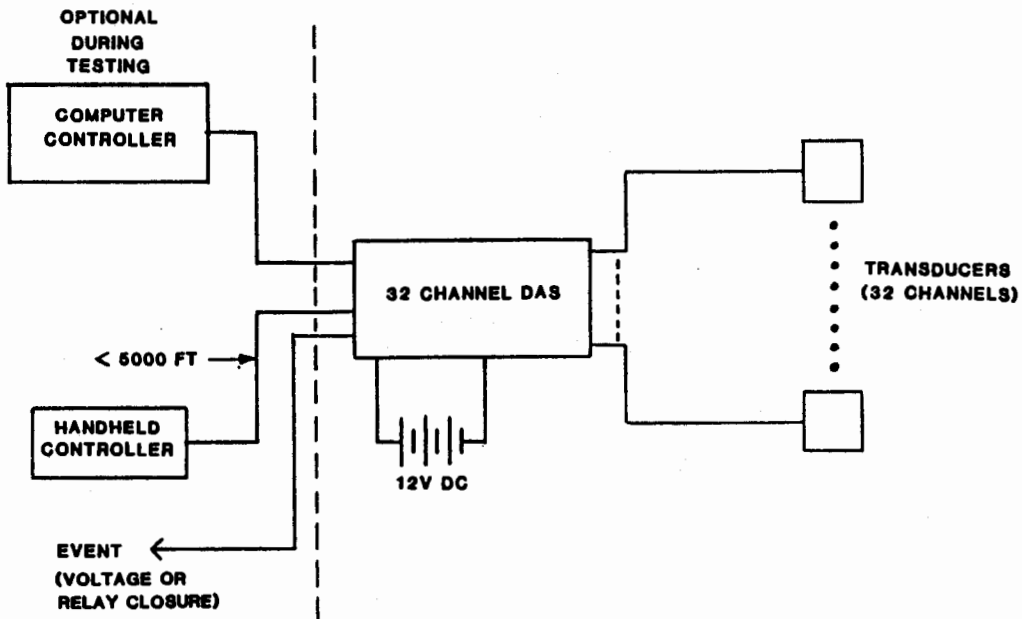 OPTIONAL
DURING
TESTING
COMPUTER
CONTROLLER
32 CHANNEL DAS
TRANSDUCERS
(32 CHANNELS)
< 5000 FT
HANDHELD
CONTROLLER
12V DC
EVENT
(VOLTAGE OR
RELAY CLOSURE)